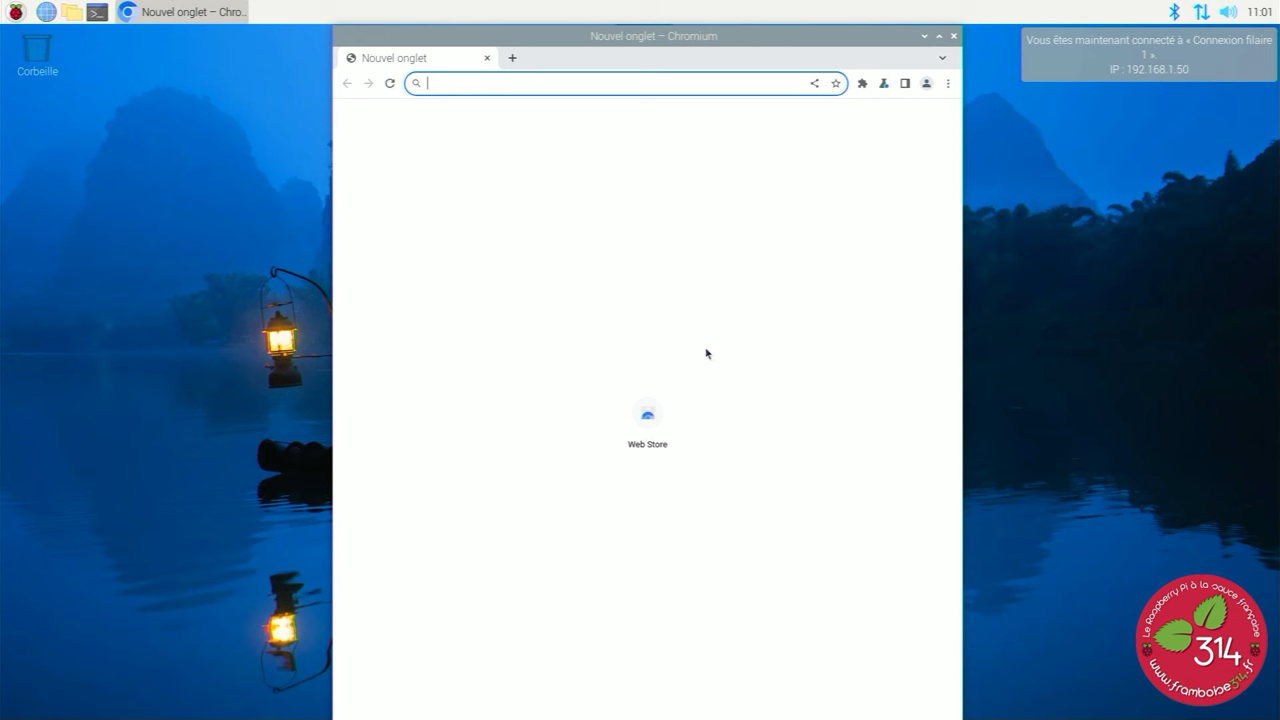 Nouvel onglet – Chro..
11:01
Corbeille
Nouvel onglet – Chromium
Vous êtes maintenant connecté à « Connexion filaire
1 ».
IP : 192.168.1.50
Nouvel onglet
Web Store
Le Raspberry Pi à la sauce française
314
www.framboise314.fr